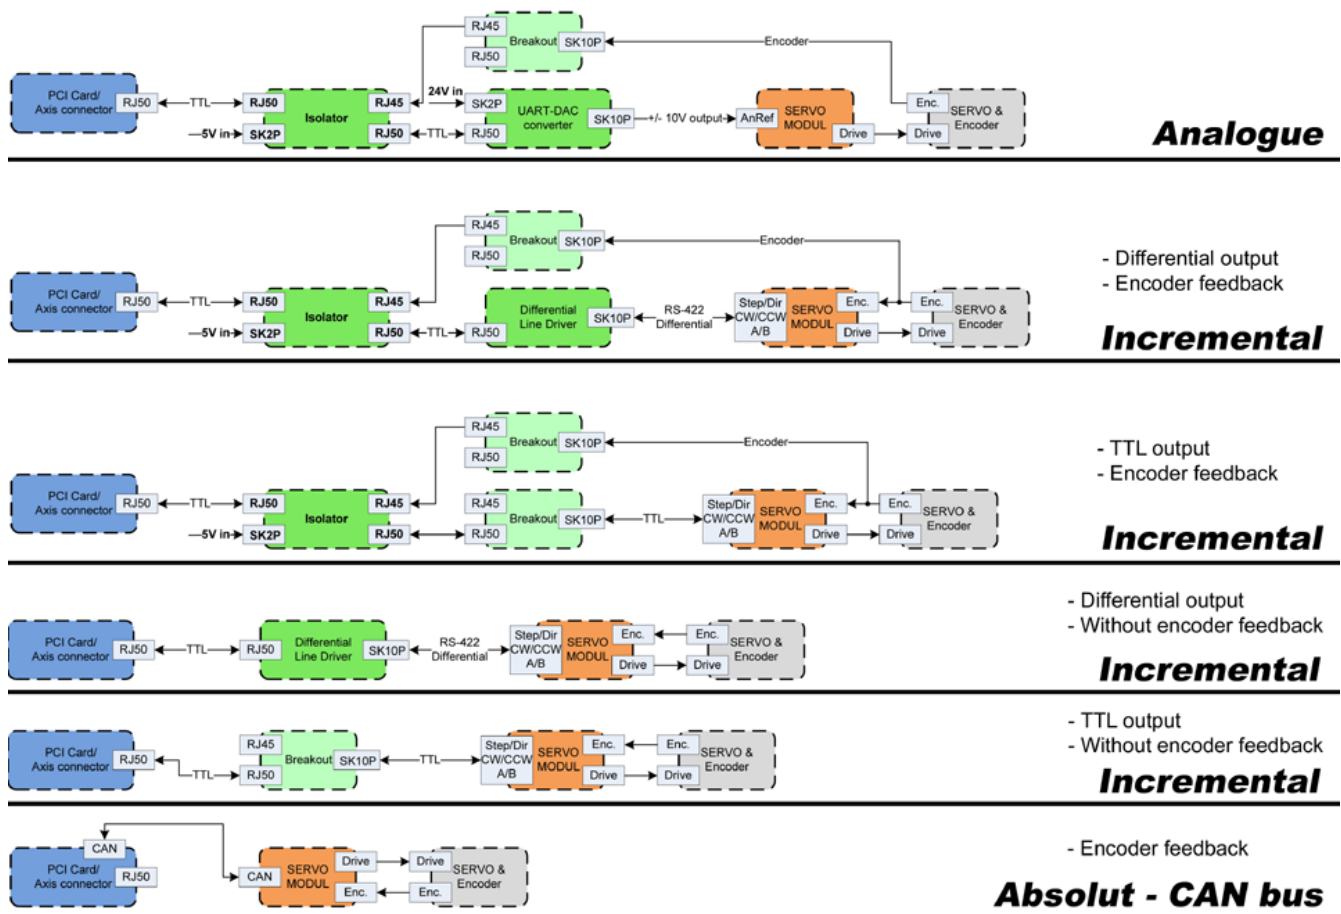 RJ45
Breakout
SK10P
Encoder
RJ50
PCI Card/
Axis connector
RJ50
TTL
RJ50
Isolator
RJ45
24V in
SK2P
UART-DAC
converter
SK10P
+/- 10V output
AnRef
SERVO
MODUL
Enc.
SERVO &
Encoder
5V in
SK2P
RJ50
TTL
RJ50
Drive
Drive
Analogue
RJ45
Breakout
SK10P
Encoder
RJ50
- Differential output
- Encoder feedback
PCI Card/
Axis connector
RJ50
TTL
RJ50
Isolator
RJ45
Differential
Line Driver
SK10P
RS-422
Differential
Step/Dir
CW/CCW
A/B
SERVO
MODUL
Enc.
Enc.
SERVO &
Encoder
5V in
SK2P
RJ50
TTL
RJ50
Drive
Drive
Incremental
RJ45
Breakout
SK10P
Encoder
RJ50
- TTL output
- Encoder feedback
PCI Card/
Axis connector
RJ50
TTL
RJ50
Isolator
RJ45
RJ45
Breakout
SK10P
TTL
Step/Dir
CW/CCW
A/B
SERVO
MODUL
Enc.
Enc.
SERVO &
Encoder
5V in
SK2P
RJ50
RJ50
Drive
Drive
Incremental
- Differential output
- Without encoder feedback
PCI Card/
Axis connector
RJ50
TTL
RJ50
Differential
Line Driver
SK10P
RS-422
Differential
Step/Dir
CW/CCW
A/B
SERVO
MODUL
Enc.
Drive
Enc.
Drive
SERVO &
Encoder
Incremental
- TTL output
- Without encoder feedback
PCI Card/
Axis connector
RJ50
TTL
RJ45
RJ50
Breakout
SK10P
TTL
Step/Dir
CW/CCW
A/B
SERVO
MODUL
Enc.
Drive
Enc.
Drive
SERVO &
Encoder
Incremental
CAN
PCI Card/
Axis connector
RJ50
CAN
SERVO
MODUL
Drive
Enc.
Drive
Enc.
SERVO &
Encoder
- Encoder feedback
Absolut - CAN bus